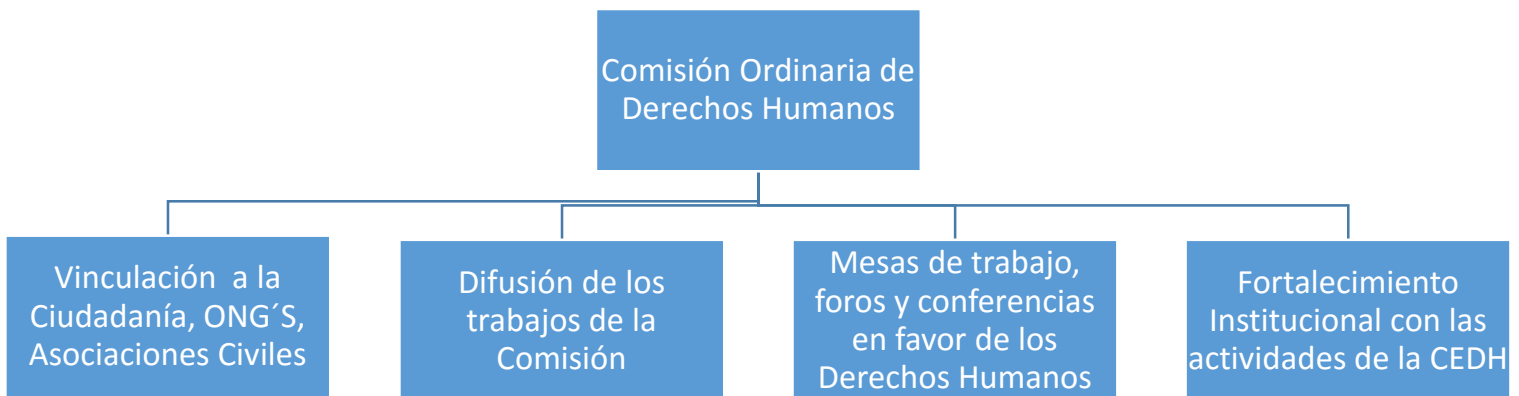 Comisión Ordinaria de
Derechos Humanos
Vinculación  a la
Ciudadanía, ONG´S,
Asociaciones Civiles
Difusión de los
trabajos de la
Comisión
Mesas de trabajo,
foros y conferencias
en favor de los
Derechos Humanos
Fortalecimiento
Institucional con las
actividades de la CEDH